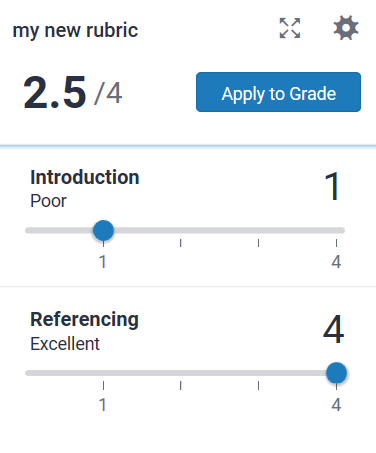 my new rubric
2.5 /4
Apply to Grade
Introduction
Poor
1
1 4
Referencing
Excellent
4
1 4